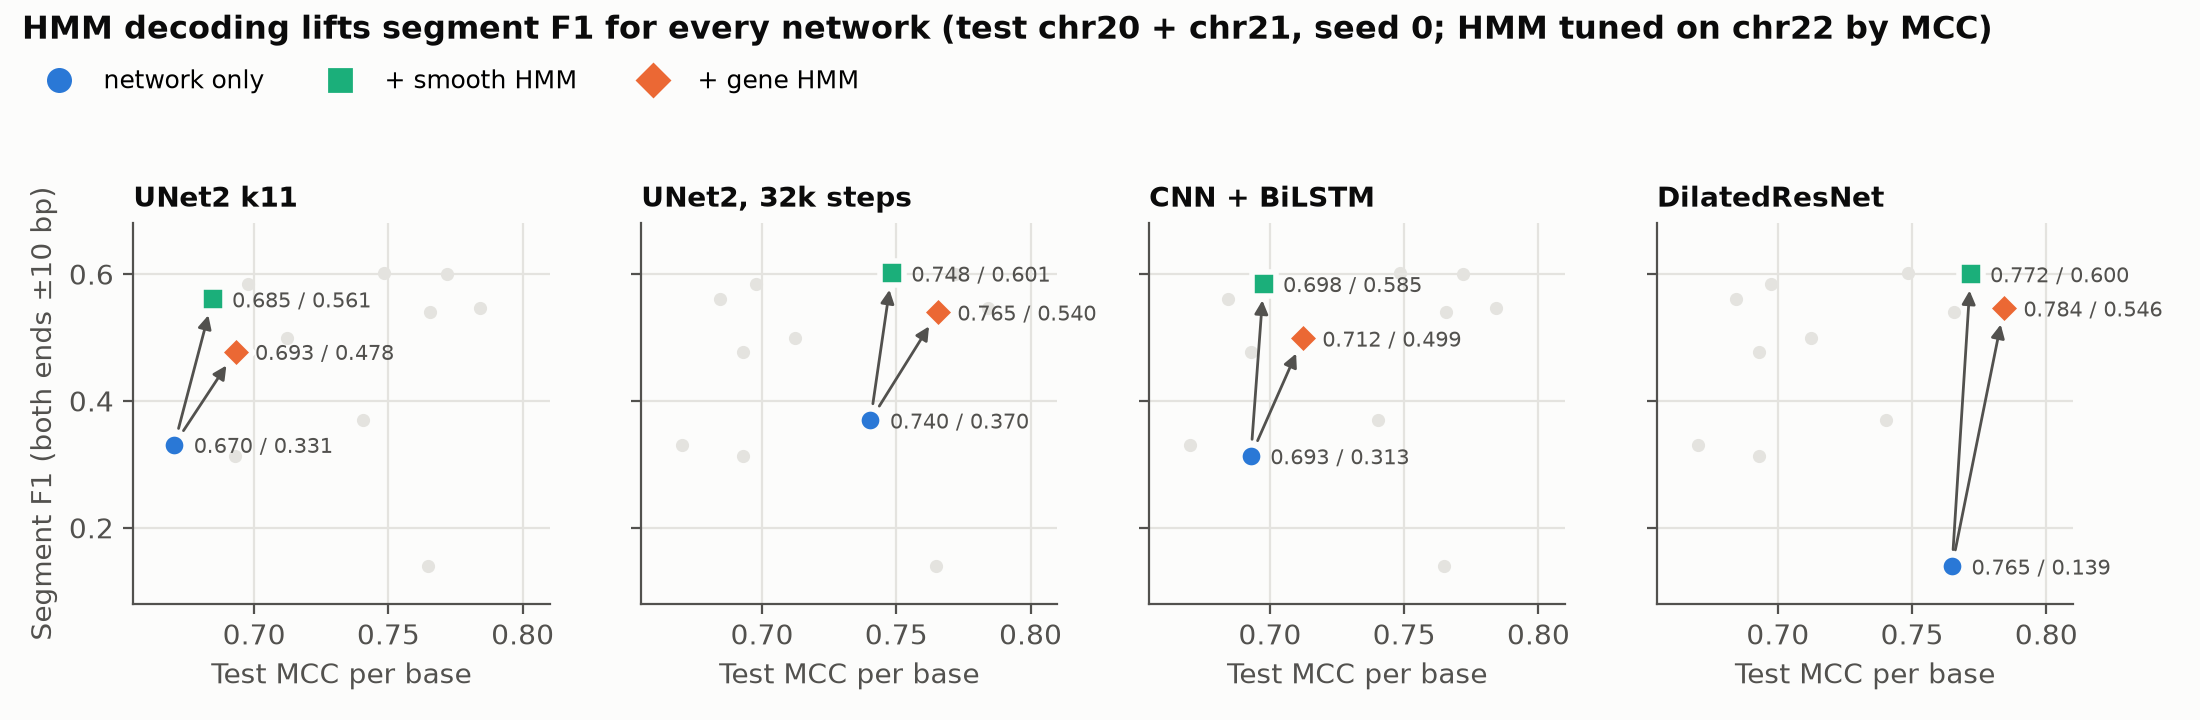 HMM decoding lifts segment F1 for every network (test chr20 + chr21, seed 0; HMM tuned on chr22 by MCC)
network only
+ smooth HMM
+ gene HMM
Segment F1 (both ends ±10 bp)
UNet2 k11
0.6
0.4
0.2
0.685 / 0.561
0.693 / 0.478
0.670 / 0.331
0.70 0.75 0.80
Test MCC per base
UNet2, 32k steps
0.748 / 0.601
0.765 / 0.540
0.740 / 0.370
0.70 0.75 0.80
Test MCC per base
CNN + BiLSTM
0.698 / 0.585
0.712 / 0.499
0.693 / 0.313
0.70 0.75 0.80
Test MCC per base
DilatedResNet
0.772 / 0.600
0.784 / 0.546
0.765 / 0.139
0.70 0.75 0.80
Test MCC per base